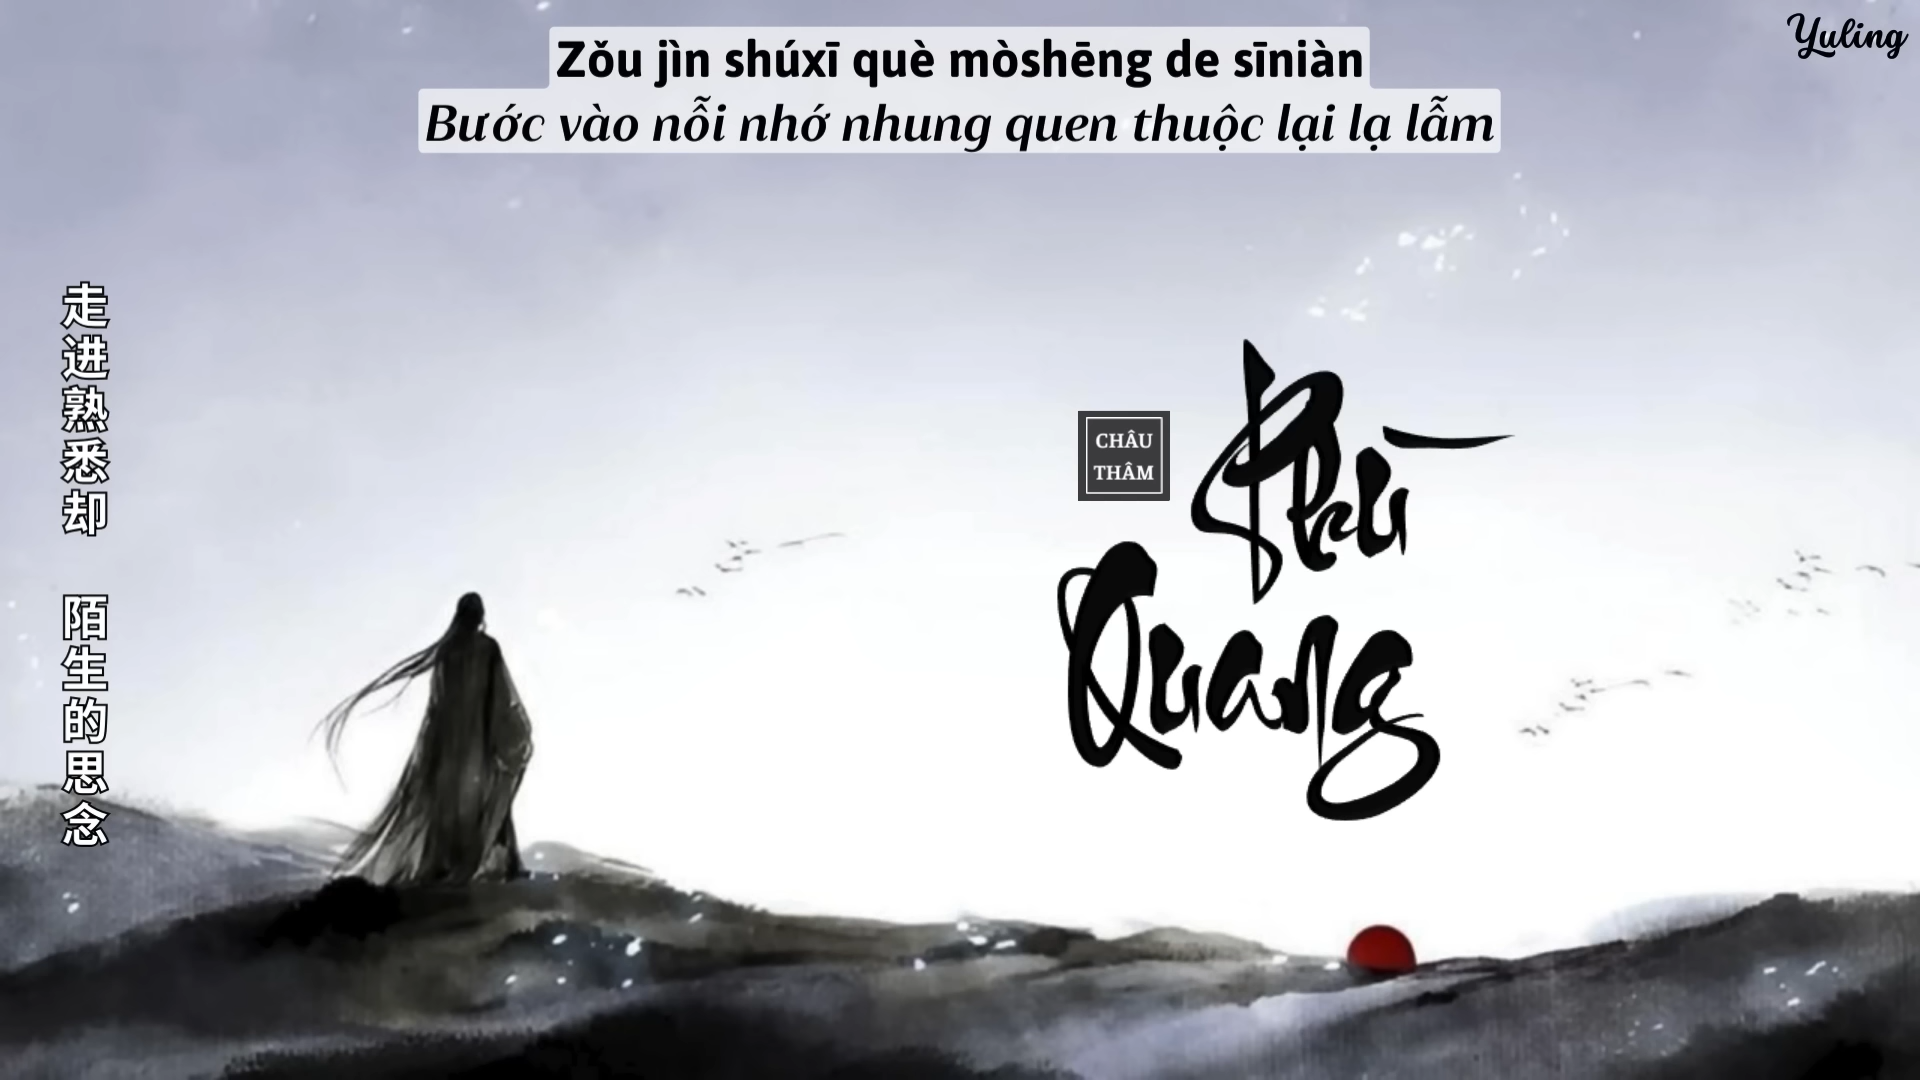 Zǒu jìn shúxī què mòshēng de sīniàn
Bước vào nỗi nhớ nhung quen thuộc lại lạ lẫm
Yuling
走进熟悉却 陌生的思念
CHÂU
THÂM
Phù
Quang